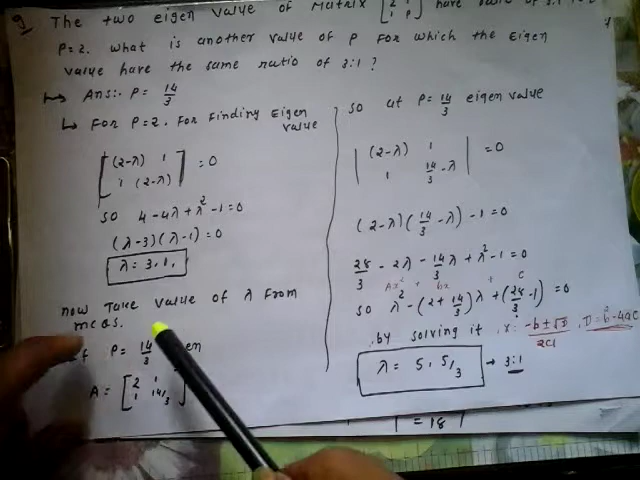 Q) The two eigen value of Matrix [2 1 1 P] have ratio of 3:1 for
P=2. what is another value of P for which the Eigen
value have the same ratio of 3:1 ?
↳ Ans:- P = 14/3
↳ For P=2. For Finding Eigen value
[(2-λ) 1 1 (2-λ)] = 0
so 4-4λ+λ²-1=0
(λ-3)(λ-1)=0
λ = 3,1,
now Take value of λ From
MCQs.
P = 14/3
A = [2 1 1 14/3]
so at P= 14/3 eigen value
|(2-λ) 1 1 14/3-λ| = 0
(2-λ)(14/3-λ)-1=0
28/3 - 2λ - 14/3 λ + λ² - 1 = 0
Ax² + bx + c
so λ² - (2+14/3)λ + (28/3-1) = 0
by solving it, x: -b±√D/2a , D = b²-4ac
λ = 5, 5/3 → 3:1
= 18